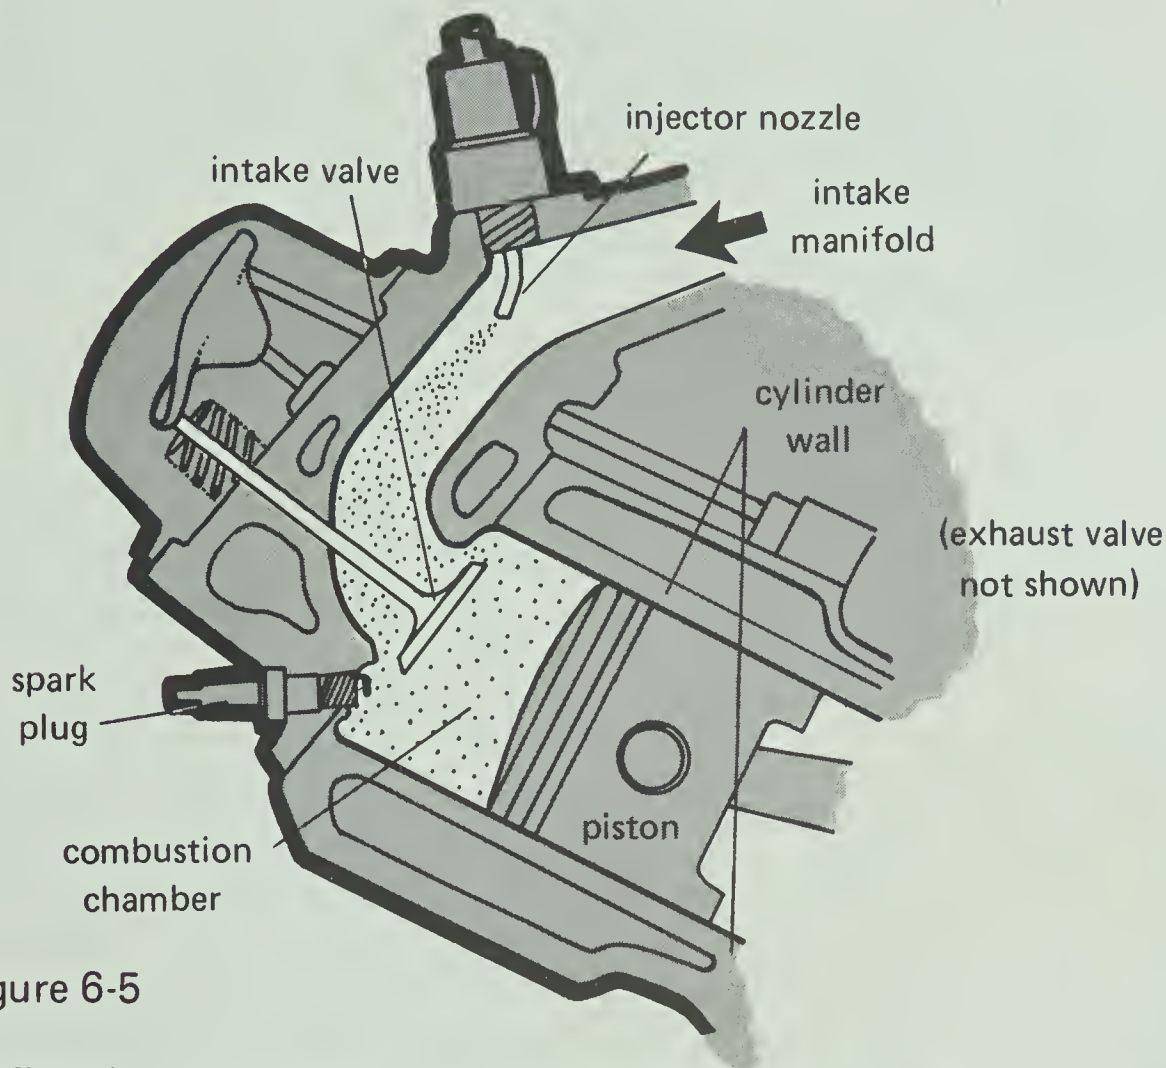 injector nozzle
intake valve
intake
manifold
cylinder
wall
(exhaust valve
not shown)
spark
plug
combustion
chamber
piston
gure 6-5